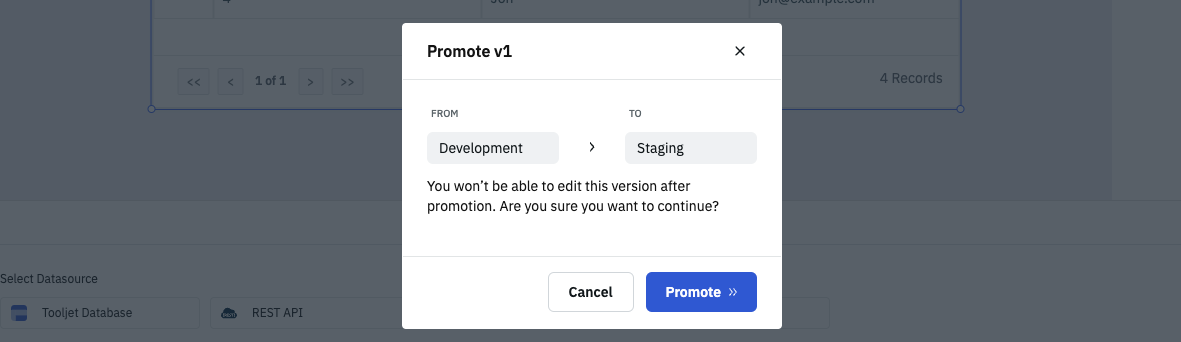 4 Jon jon@example.com
Promote v1
<< < 1 of 1 > >>
4 Records
FROM TO
Development > Staging
You won't be able to edit this version after
promotion. Are you sure you want to continue?
Select Datasource
Cancel Promote »
Tooljet Database REST API